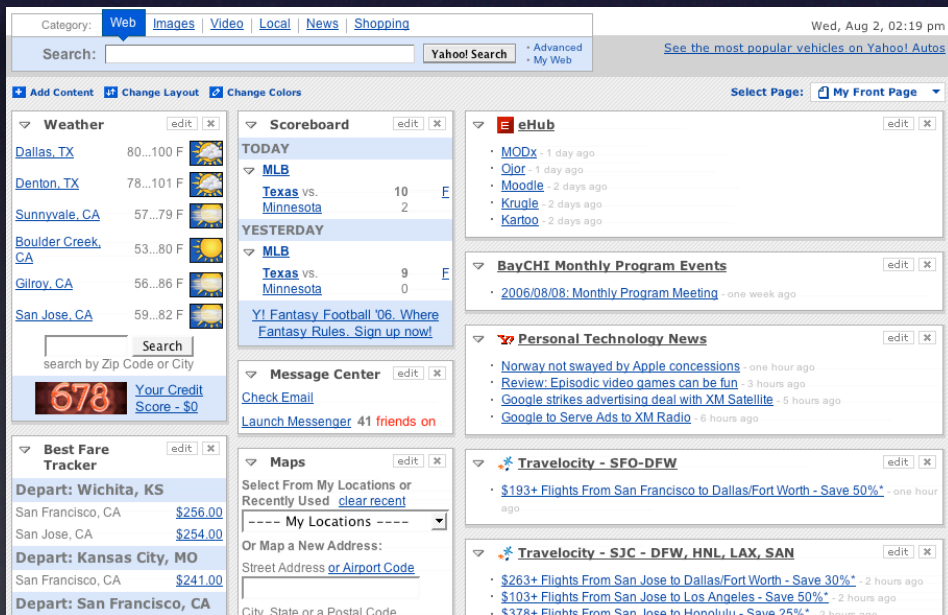 Category: Web Images | Video | Local | News | Shopping
Wed, Aug 2, 02:19 pm
Search: Yahoo! Search · Advanced
· My Web
See the most popular vehicles on Yahoo! Autos
Add Content Change Layout Change Colors
Select Page: My Front Page
Weather edit
Dallas, TX 80...100 F
Denton, TX 78...101 F
Sunnyvale, CA 57...79 F
Boulder Creek,
CA 53...80 F
Gilroy, CA 56...86 F
San Jose, CA 59...82 F
Search
search by Zip Code or City
678 Your Credit
Score - $0
Best Fare
Tracker edit
Depart: Wichita, KS
San Francisco, CA $256.00
San Jose, CA $254.00
Depart: Kansas City, MO
San Francisco, CA $241.00
Depart: San Francisco, CA
Scoreboard edit
TODAY
MLB
Texas vs. 10 F
Minnesota 2
YESTERDAY
MLB
Texas vs. 9 F
Minnesota 0
Y! Fantasy Football '06. Where
Fantasy Rules. Sign up now!
Message Center edit
Check Email
Launch Messenger 41 friends on
Maps edit
Select From My Locations or
Recently Used clear recent
---- My Locations ----
Or Map a New Address:
Street Address or Airport Code
City, State or a Postal Code
E eHub edit
· MODx - 1 day ago
· Ojor - 1 day ago
· Moodle - 2 days ago
· Krugle - 2 days ago
· Kartoo - 2 days ago
BayCHI Monthly Program Events edit
· 2006/08/08: Monthly Program Meeting - one week ago
Y! Personal Technology News edit
· Norway not swayed by Apple concessions - one hour ago
· Review: Episodic video games can be fun - 3 hours ago
· Google strikes advertising deal with XM Satellite - 5 hours ago
· Google to Serve Ads to XM Radio - 6 hours ago
Travelocity - SFO-DFW edit
· $193+ Flights From San Francisco to Dallas/Fort Worth - Save 50%* - one hour
ago
Travelocity - SJC - DFW, HNL, LAX, SAN edit
· $263+ Flights From San Jose to Dallas/Fort Worth - Save 30%* - 2 hours ago
· $103+ Flights From San Jose to Los Angeles - Save 50%* - 2 hours ago
· $378+ Flights From San Jose to Honolulu - Save 25%* - 2 hours ago